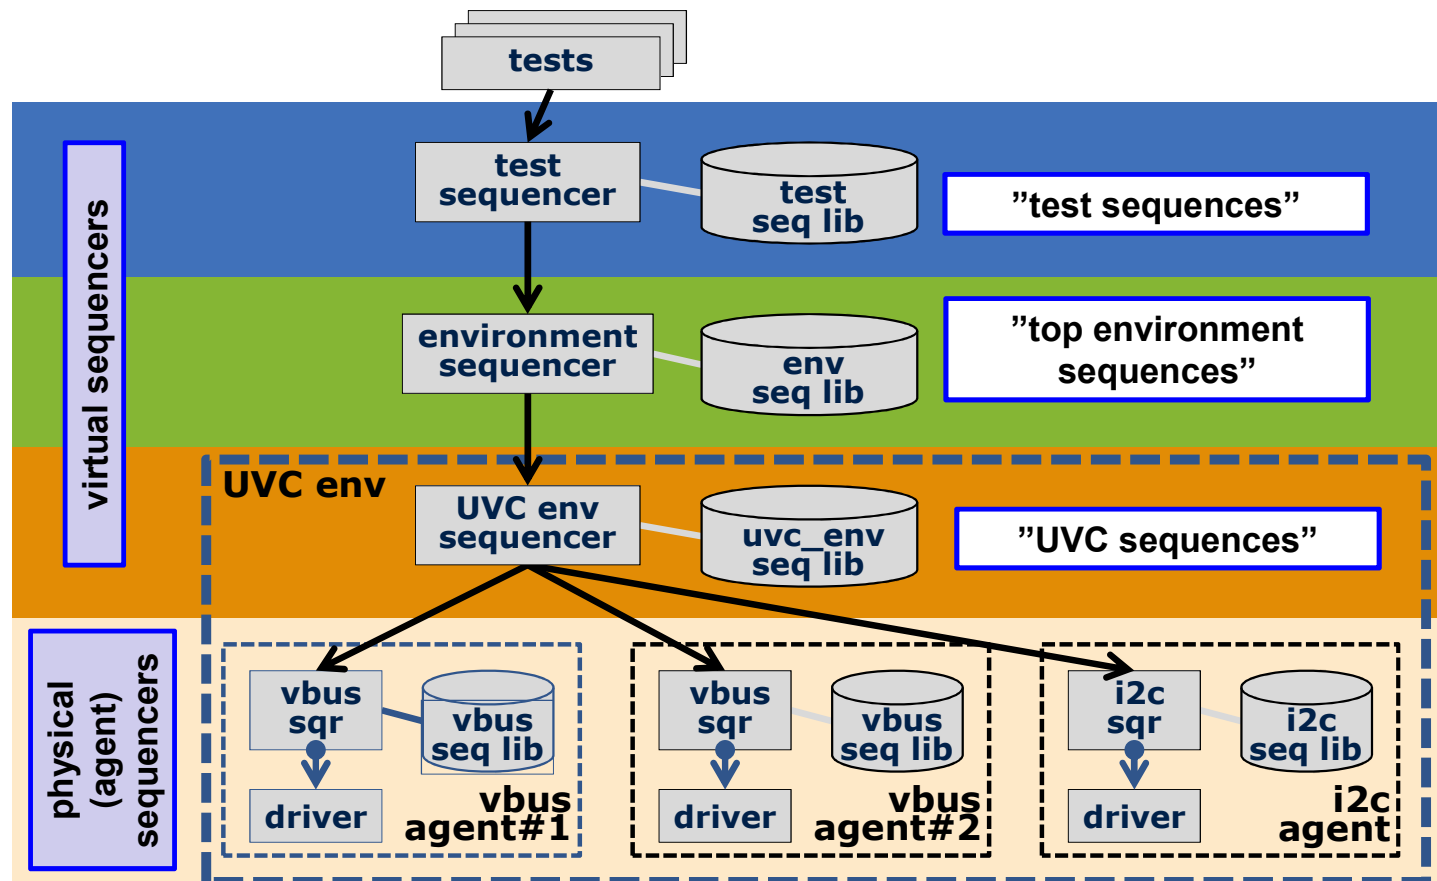 tests
virtual sequencers
test
sequencer
test
seq lib
”test sequences”
environment
sequencer
env
seq lib
”top environment
sequences”
UVC env
UVC env
sequencer
uvc_env
seq lib
”UVC sequences”
physical
(agent)
sequencers
vbus
sqr
vbus
seq lib
driver
vbus
agent#1
vbus
sqr
vbus
seq lib
driver
vbus
agent#2
i2c
sqr
i2c
seq lib
driver
i2c
agent